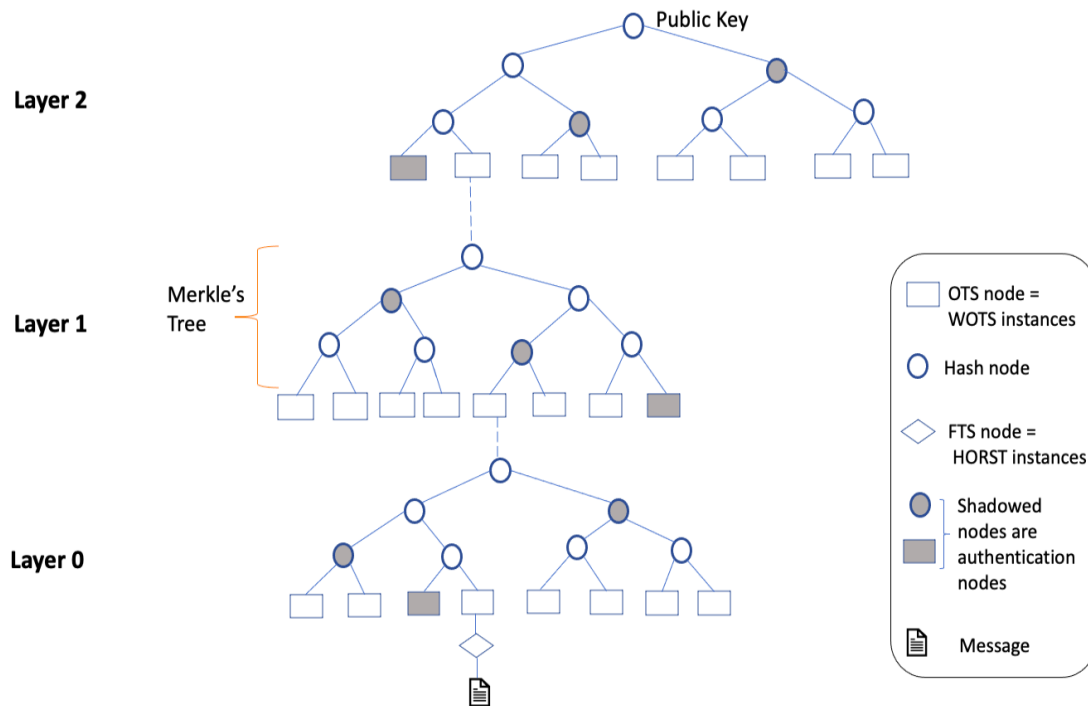 Public Key
Layer 2
Merkle's
Tree
Layer 1
Layer 0
OTS node =
WOTS instances
Hash node
FTS node =
HORST instances
Shadowed
nodes are
authentication
nodes
Message